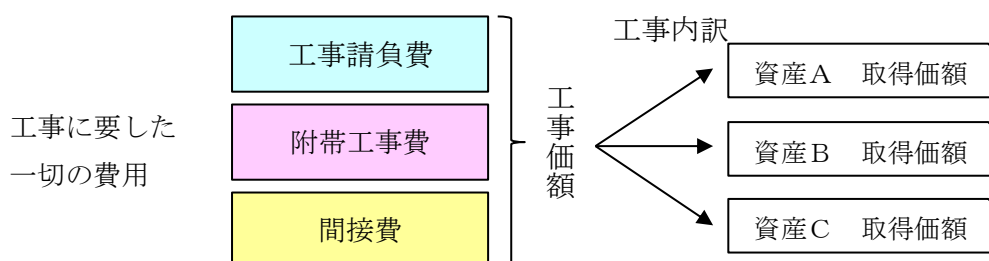 工事に要した
一切の費用
工事請負費
附帯工事費
間接費
工事価額
工事内訳
資産A 取得価額
資産B 取得価額
資産C 取得価額